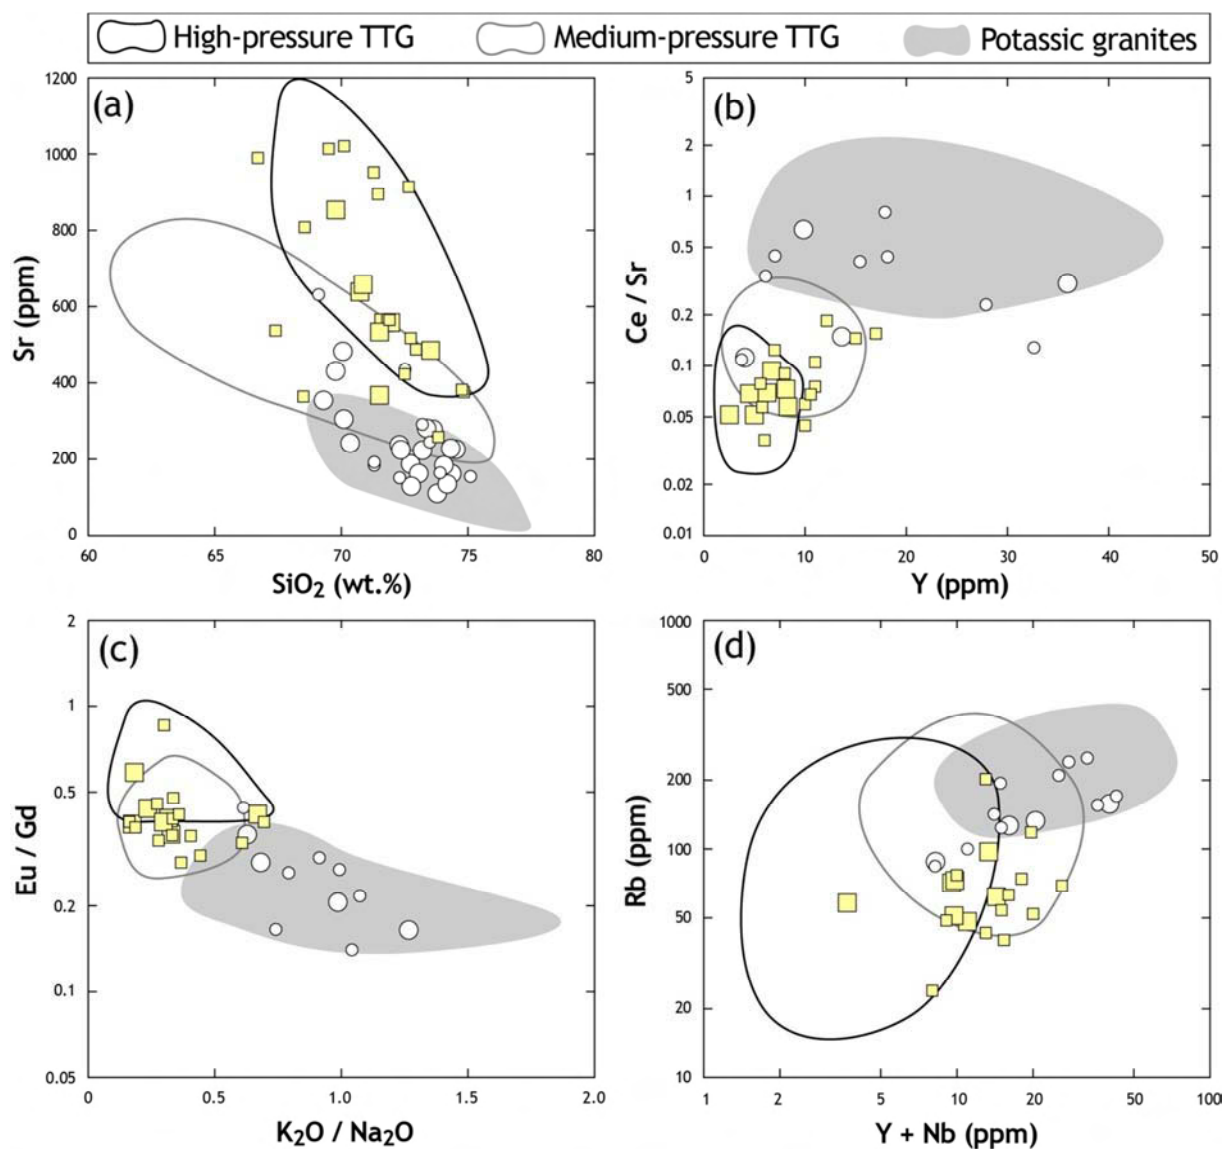 High-pressure TTG Medium-pressure TTG Potassic granites
(a)
1200
1000
800
600
400
200
0
Sr (ppm)
60 65 70 75 80
SiO2 (wt.%)
(b)
5
2
1
0.5
0.2
0.1
0.05
0.02
0.01
Ce / Sr
0 10 20 30 40 50
Y (ppm)
(c)
2
1
0.5
0.2
0.1
0.05
Eu / Gd
0 0.5 1.0 1.5 2.0
K2O / Na2O
(d)
1000
500
200
100
50
20
10
Rb (ppm)
1 2 5 10 20 50 100
Y + Nb (ppm)